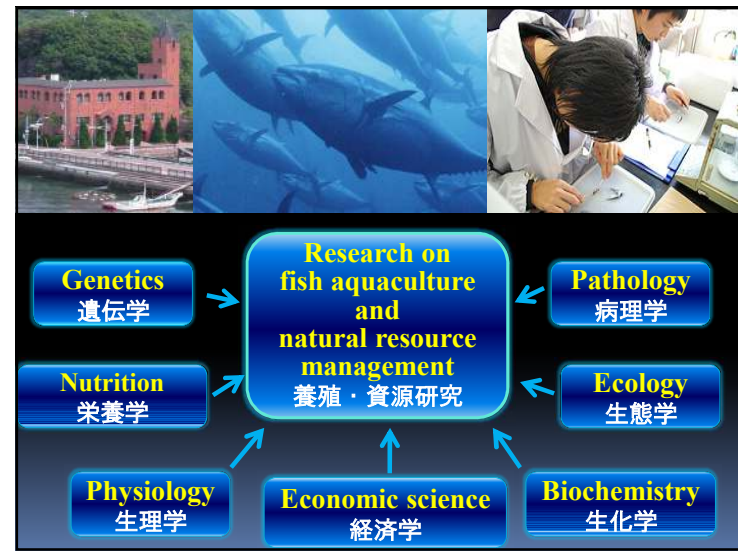 Research on
fish aquaculture
and
natural resource
management
養殖・資源研究
Genetics
遺伝学
Pathology
病理学
Nutrition
栄養学
Ecology
生態学
Physiology
生理学
Economic science
経済学
Biochemistry
生化学